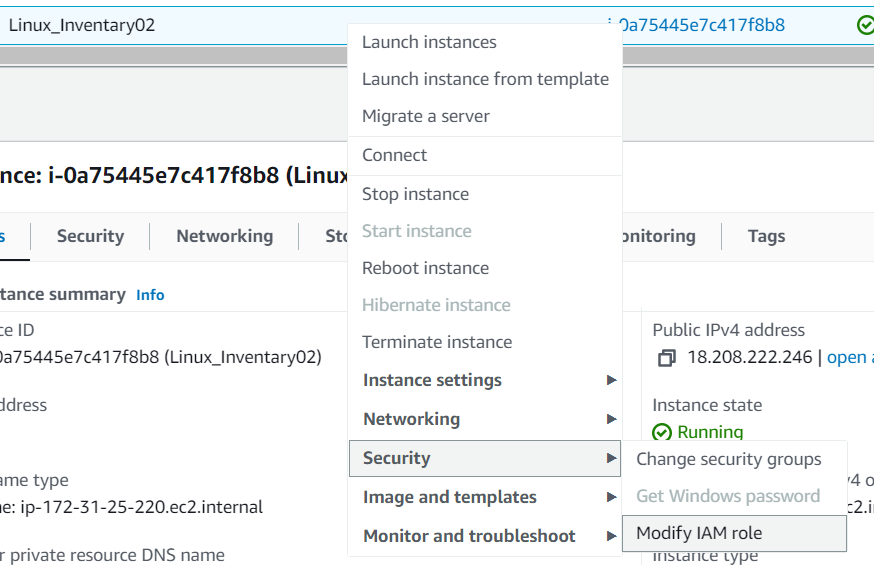 Linux_Inventary02
i-0a75445e7c417f8b8
Launch instances
Launch instance from template
Migrate a server
Connect
nce: i-0a75445e7c417f8b8 (Linux
Stop instance
Start instance
Reboot instance
Hibernate instance
Terminate instance
Instance settings
Networking
Security
Image and templates
Monitor and troubleshoot
s
Security
Networking
Sto
onitoring
Tags
tance summary
Info
ce ID
0a75445e7c417f8b8 (Linux_Inventary02)
ddress
ame type
e: ip-172-31-25-220.ec2.internal
r private resource DNS name
Public IPv4 address
18.208.222.246 | open a
Instance state
Running
Change security groups
Get Windows password
Modify IAM role
v4 o
c2.i
Instance type